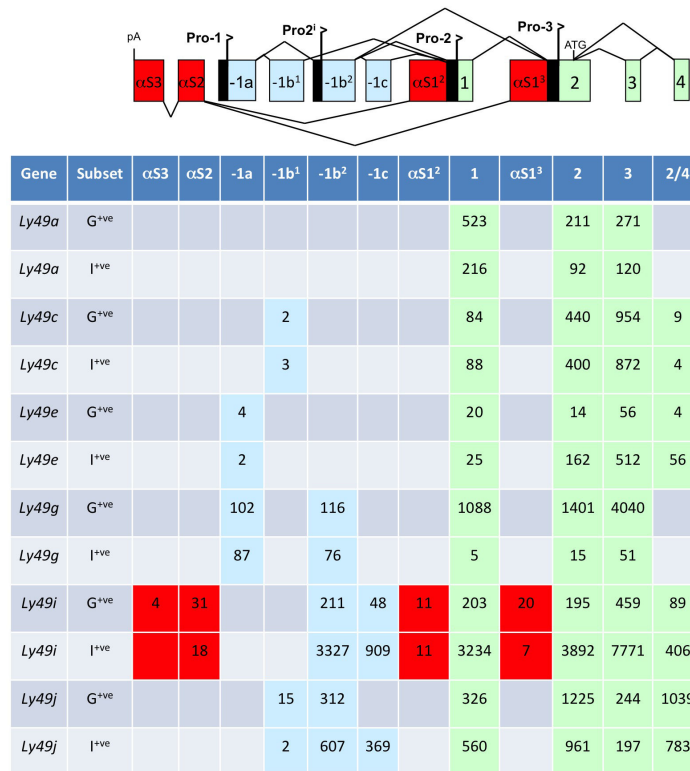 Pro-1 > Pro2ⁱ > Pro-2 > Pro-3 >
pA ATG
αS3 αS2 -1a -1b¹ -1b² -1c αS1² 1 αS1³ 2 3 4
Gene Subset αS3 αS2 -1a -1b¹ -1b² -1c αS1² 1 αS1³ 2 3 2/4
Ly49a G⁺ᵛᵉ 523 211 271
Ly49a I⁺ᵛᵉ 216 92 120
Ly49c G⁺ᵛᵉ 2 84 440 954 9
Ly49c I⁺ᵛᵉ 3 88 400 872 4
Ly49e G⁺ᵛᵉ 4 20 14 56 4
Ly49e I⁺ᵛᵉ 2 25 162 512 56
Ly49g G⁺ᵛᵉ 102 116 1088 1401 4040
Ly49g I⁺ᵛᵉ 87 76 5 15 51
Ly49i G⁺ᵛᵉ 4 31 211 48 11 203 20 195 459 89
Ly49i I⁺ᵛᵉ 18 3327 909 11 3234 7 3892 7771 406
Ly49j G⁺ᵛᵉ 15 312 326 1225 244 1039
Ly49j I⁺ᵛᵉ 2 607 369 560 961 197 783